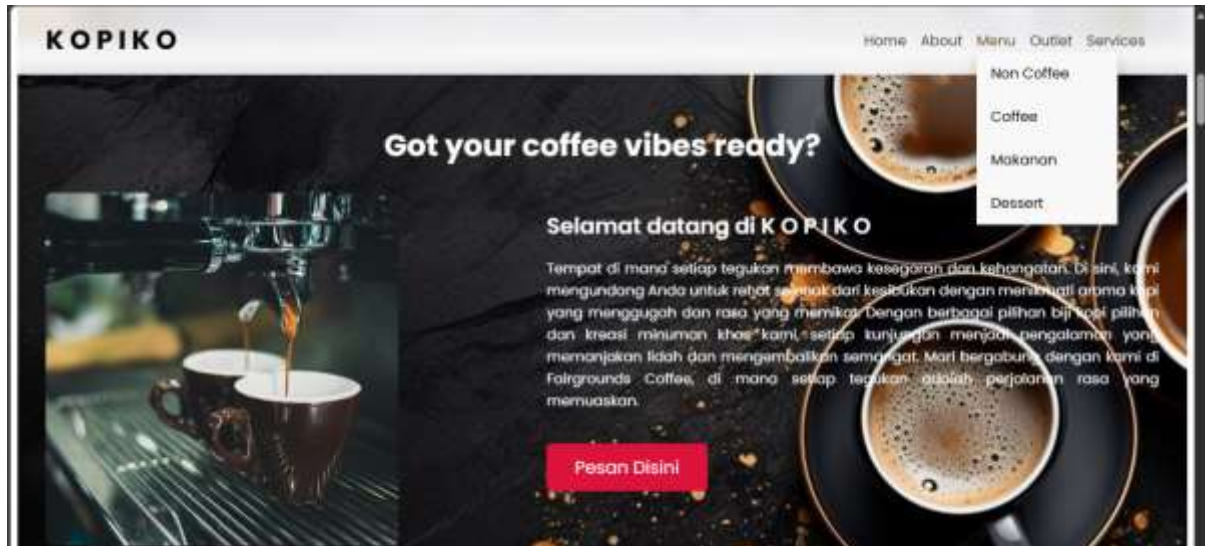 KOPIKO
Home About Menu Outlet Services
Non Coffee
Coffee
Makanan
Dessert
Got your coffee vibes ready?
Selamat datang di K O P I K O
Tempat di mana setiap tegukan membawa kesegaran dan kehangatan. Di sini, kami
mengundang Anda untuk rehat sejenak dari kesibukan dengan menikmati aroma kopi
yang menggugah dan rasa yang memikat. Dengan berbagai pilihan biji kopi pilihan
dan kreasi minuman khas kami, setiap kunjungan menjadi pengalaman yang
memanjakan lidah dan mengembalikan semangat. Mari bergabung dengan kami di
Fairgrounds Coffee, di mana setiap tegukan adalah perjalanan rasa yang
memuaskan.
Pesan Disini